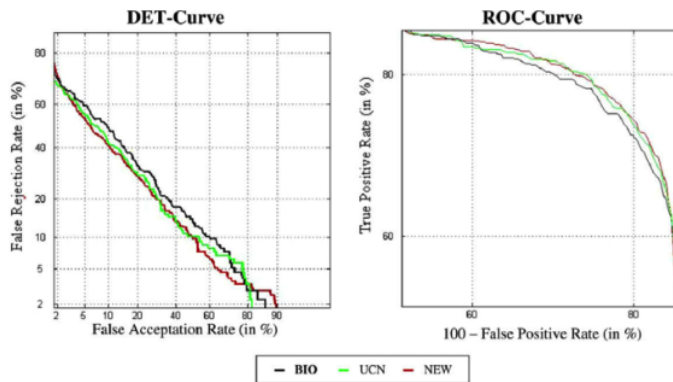 DET-Curve
80
60
40
20
10
5
2
2 5 10 20 40 60 80 90
False Rejection Rate (in %)
False Acceptation Rate (in %)
ROC-Curve
80
60
60 80
True Positive Rate (in %)
100 – False Positive Rate (in %)
BIO UCN NEW